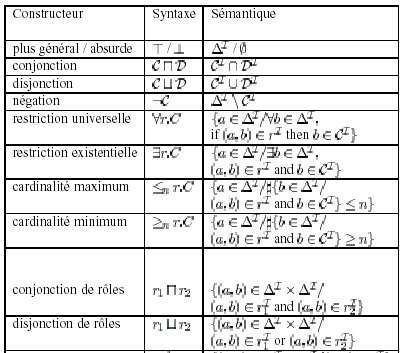 Constructeur Syntaxe Sémantique
plus général / absurde ⊤ / ⊥ Δ^ℐ / ∅
conjonction 𝒞 ⊓ 𝒟 𝒞^ℐ ∩ 𝒟^ℐ
disjonction 𝒞 ⊔ 𝒟 𝒞^ℐ ∪ 𝒟^ℐ
négation ¬𝒞 Δ^ℐ \ 𝒞^ℐ
restriction universelle ∀r.C {a ∈ Δ^ℐ/∀b ∈ Δ^ℐ,
if (a, b) ∈ r^ℐ then b ∈ 𝒞^ℐ}
restriction existentielle ∃r.C {a ∈ Δ^ℐ/∃b ∈ Δ^ℐ,
(a, b) ∈ r^ℐ and b ∈ 𝒞^ℐ}
cardinalité maximum ≤ₙ r.C {a ∈ Δ^ℐ/♯{b ∈ Δ^ℐ/
(a, b) ∈ r^ℐ and b ∈ 𝒞^ℐ} ≤ n}
cardinalité minimum ≥ₙ r.C {a ∈ Δ^ℐ/♯{b ∈ Δ^ℐ/
(a, b) ∈ r^ℐ and b ∈ 𝒞^ℐ} ≥ n}
conjonction de rôles r₁ ⊓ r₂ {(a, b) ∈ Δ^ℐ × Δ^ℐ/
(a, b) ∈ r₁^ℐ and (a, b) ∈ r₂^ℐ}
disjonction de rôles r₁ ⊔ r₂ {(a, b) ∈ Δ^ℐ × Δ^ℐ/
(a, b) ∈ r₁^ℐ or (a, b) ∈ r₂^ℐ}